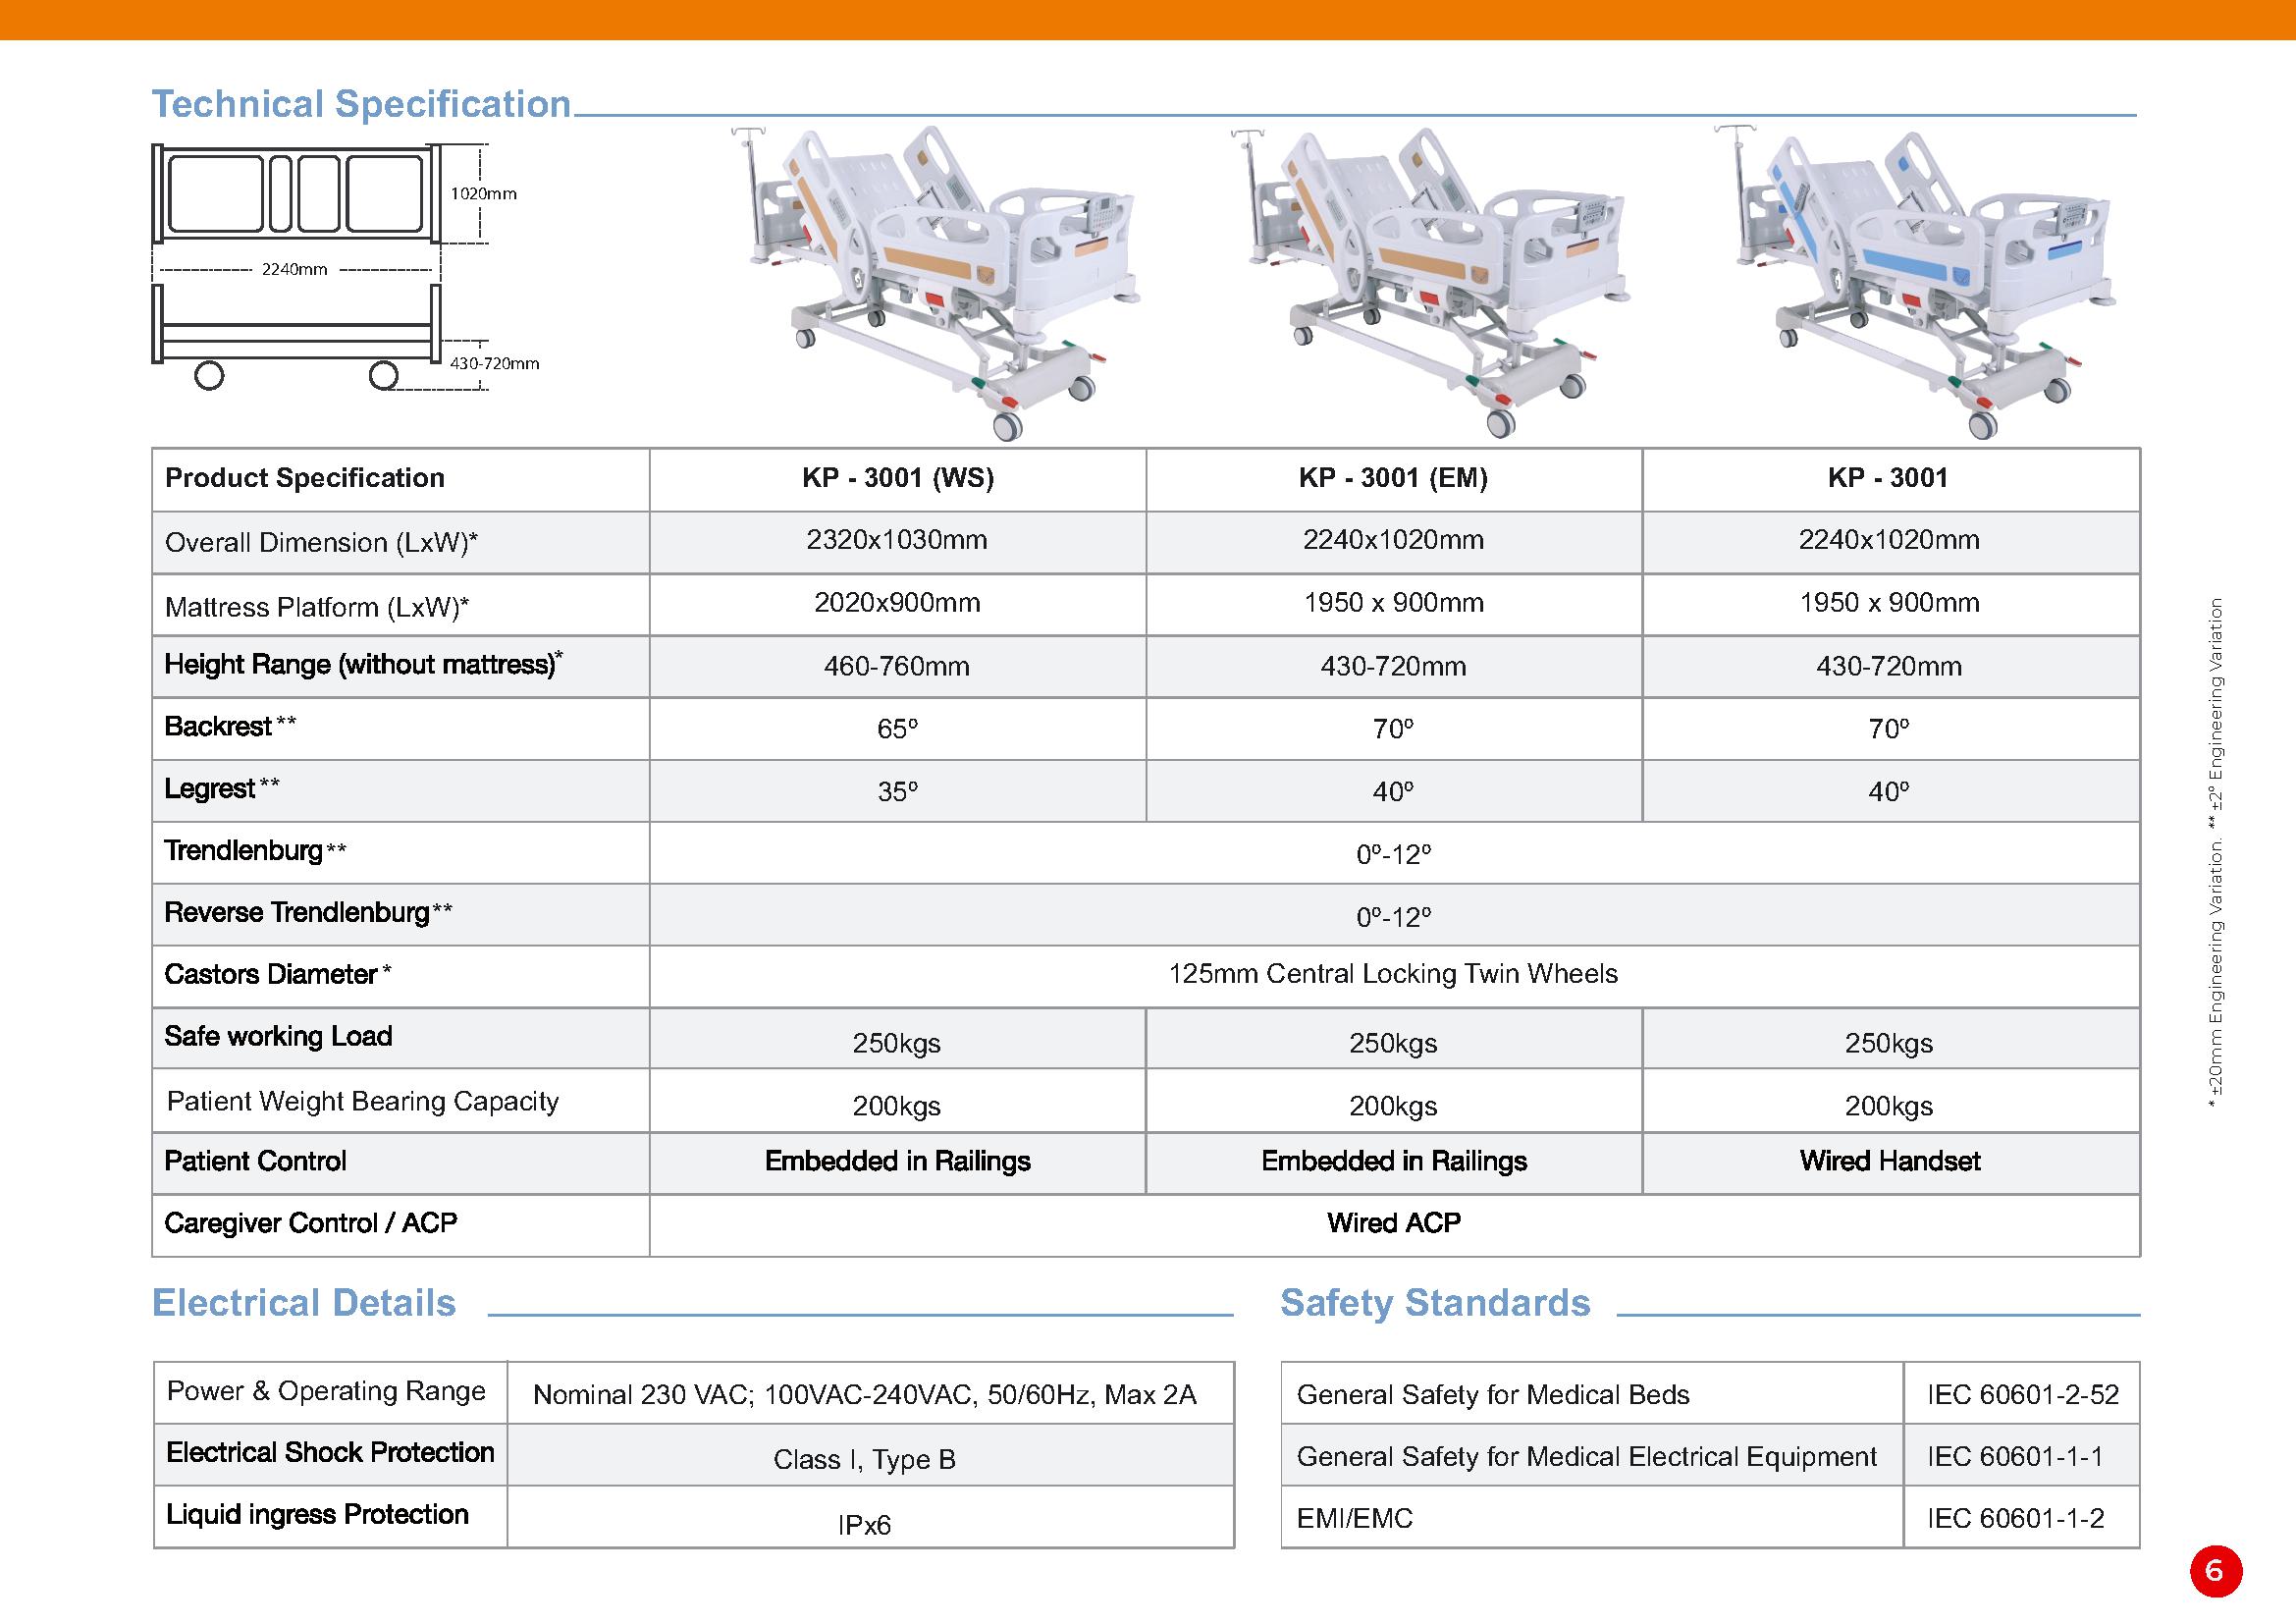 Technical Specification
1020mm
2240mm
430-720mm
Product Specification KP - 3001 (WS) KP - 3001 (EM) KP - 3001
Overall Dimension (LxW)* 2320x1030mm 2240x1020mm 2240x1020mm
Mattress Platform (LxW)* 2020x900mm 1950 x 900mm 1950 x 900mm
Height Range (without mattress)* 460-760mm 430-720mm 430-720mm
Backrest** 65º 70º 70º
Legrest** 35º 40º 40º
Trendlenburg** 0º-12º
Reverse Trendlenburg** 0º-12º
Castors Diameter* 125mm Central Locking Twin Wheels
Safe working Load 250kgs 250kgs 250kgs
Patient Weight Bearing Capacity 200kgs 200kgs 200kgs
Patient Control Embedded in Railings Embedded in Railings Wired Handset
Caregiver Control / ACP Wired ACP
* ±20mm Engineering Variation. ** ±2º Engineering Variation
Electrical Details
Power & Operating Range Nominal 230 VAC; 100VAC-240VAC, 50/60Hz, Max 2A
Electrical Shock Protection Class I, Type B
Liquid ingress Protection IPx6
Safety Standards
General Safety for Medical Beds IEC 60601-2-52
General Safety for Medical Electrical Equipment IEC 60601-1-1
EMI/EMC IEC 60601-1-2
6